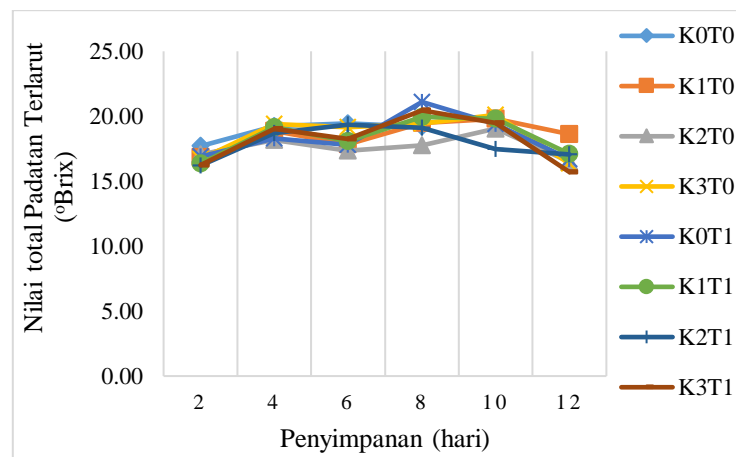 Nilai total Padatan Terlarut
(ºBrix)
25.00
20.00
15.00
10.00
5.00
0.00
2 4 6 8 10 12
Penyimpanan (hari)
K0T0
K1T0
K2T0
K3T0
K0T1
K1T1
K2T1
K3T1